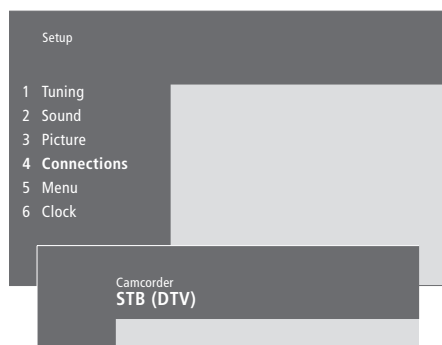 Setup
1 Tuning
2 Sound
3 Picture
4 Connections
5 Menu
6 Clock
Camcorder
STB (DTV)